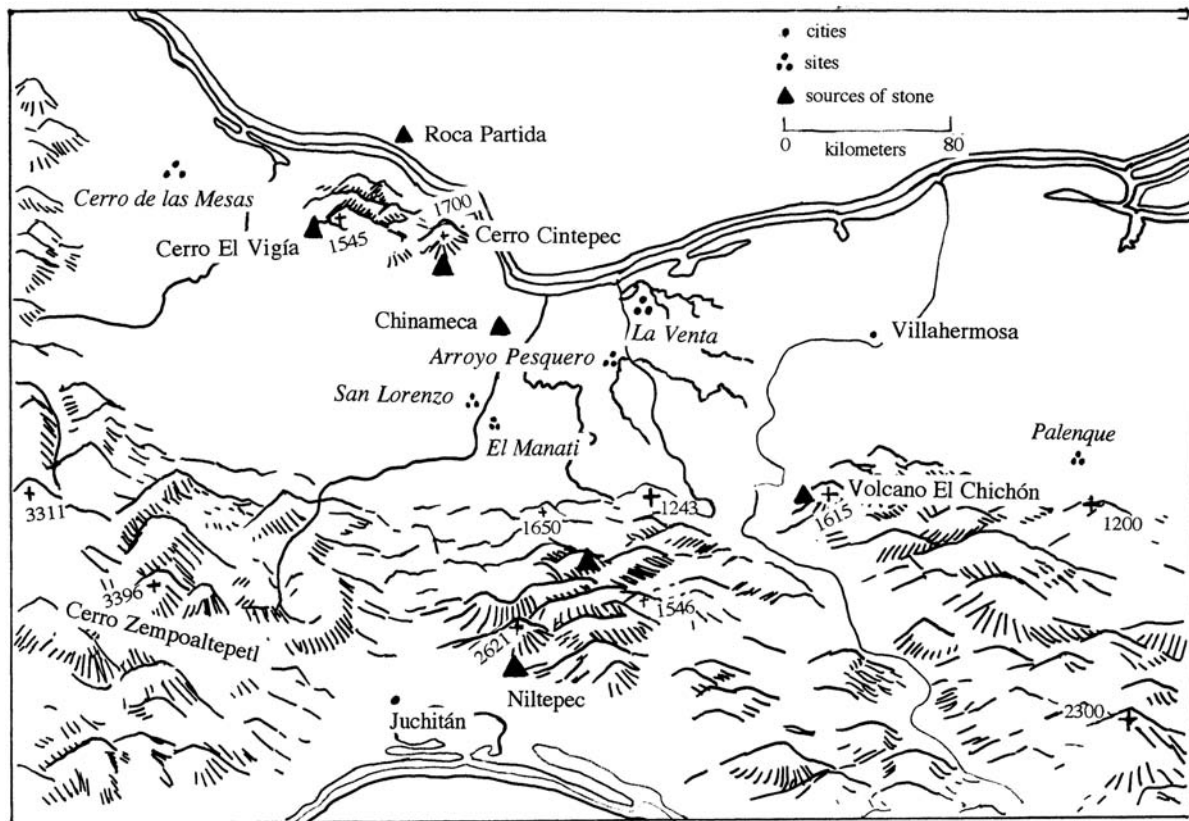 cities
sites
sources of stone
0 80
kilometers
Roca Partida
Cerro de las Mesas
1700
Cerro El Vigía
1545
Cerro Cintepec
Chinameca
La Venta
Villahermosa
Arroyo Pesquero
San Lorenzo
El Manati
Palenque
3311
1650
1243
Volcano El Chichón
1615
1200
3396
Cerro Zempoaltepetl
1546
2621
Niltepec
Juchitán
2300